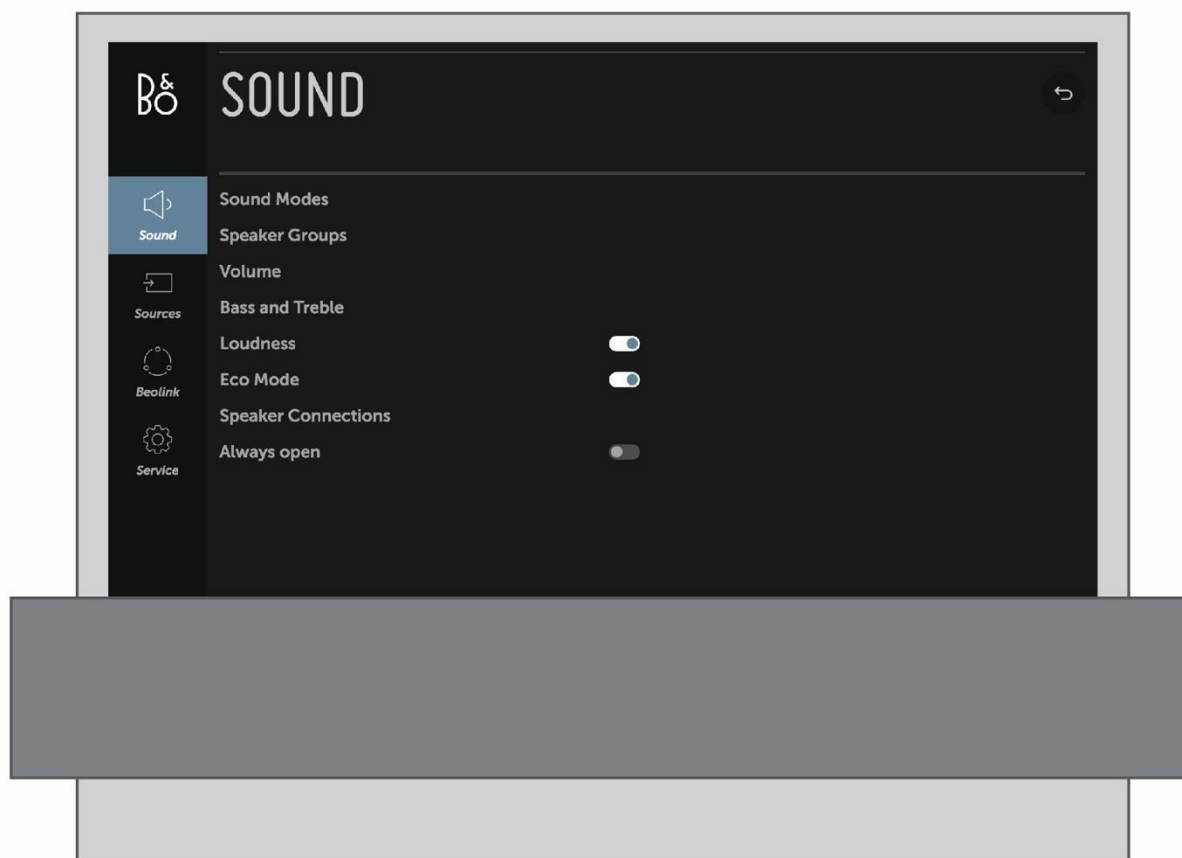 B&O
SOUND
Sound
Sources
Beolink
Service
Sound Modes
Speaker Groups
Volume
Bass and Treble
Loudness
Eco Mode
Speaker Connections
Always open